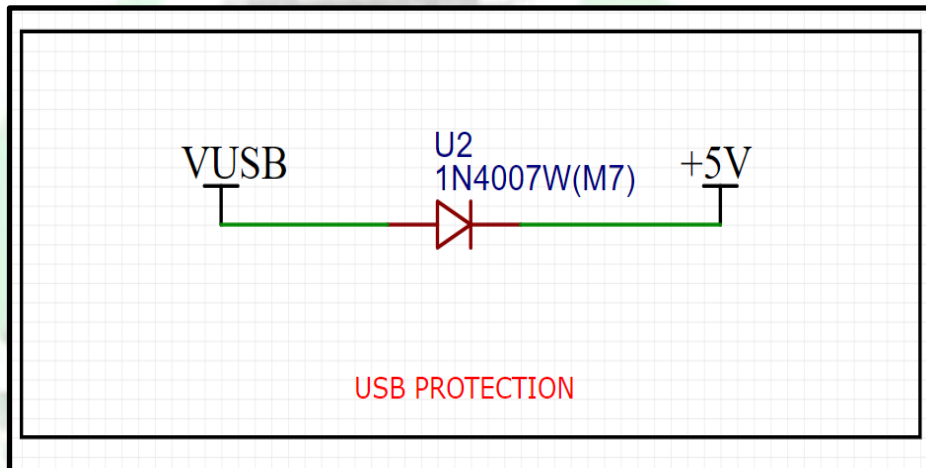 VUSB
U2
1N4007W(M7)
+5V
USB PROTECTION